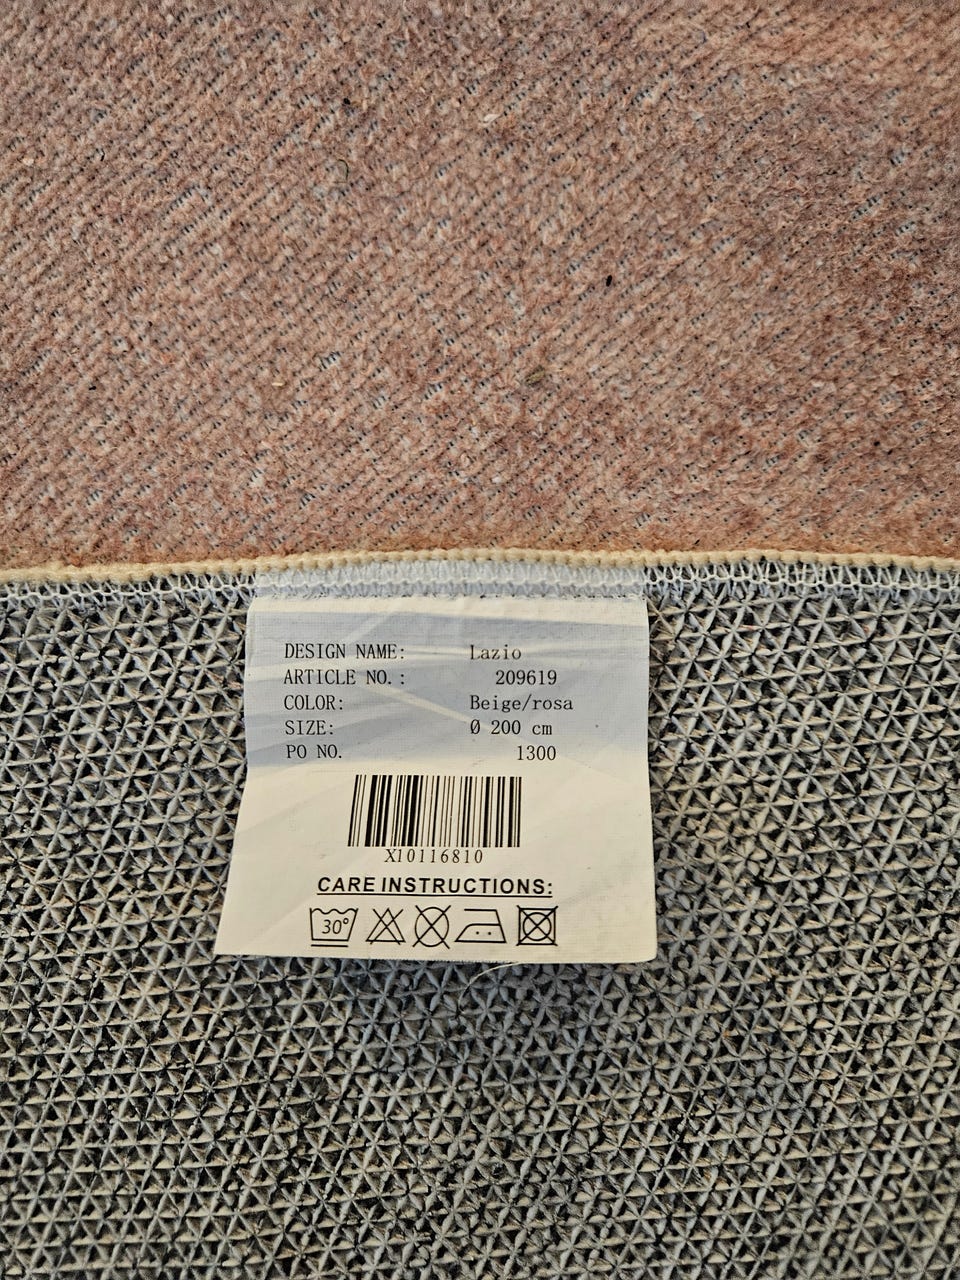 DESIGN NAME: Lazio
ARTICLE NO.: 209619
COLOR: Beige/rosa
SIZE: Ø 200 cm
PO NO. 1300
X10116810
CARE INSTRUCTIONS:
30°